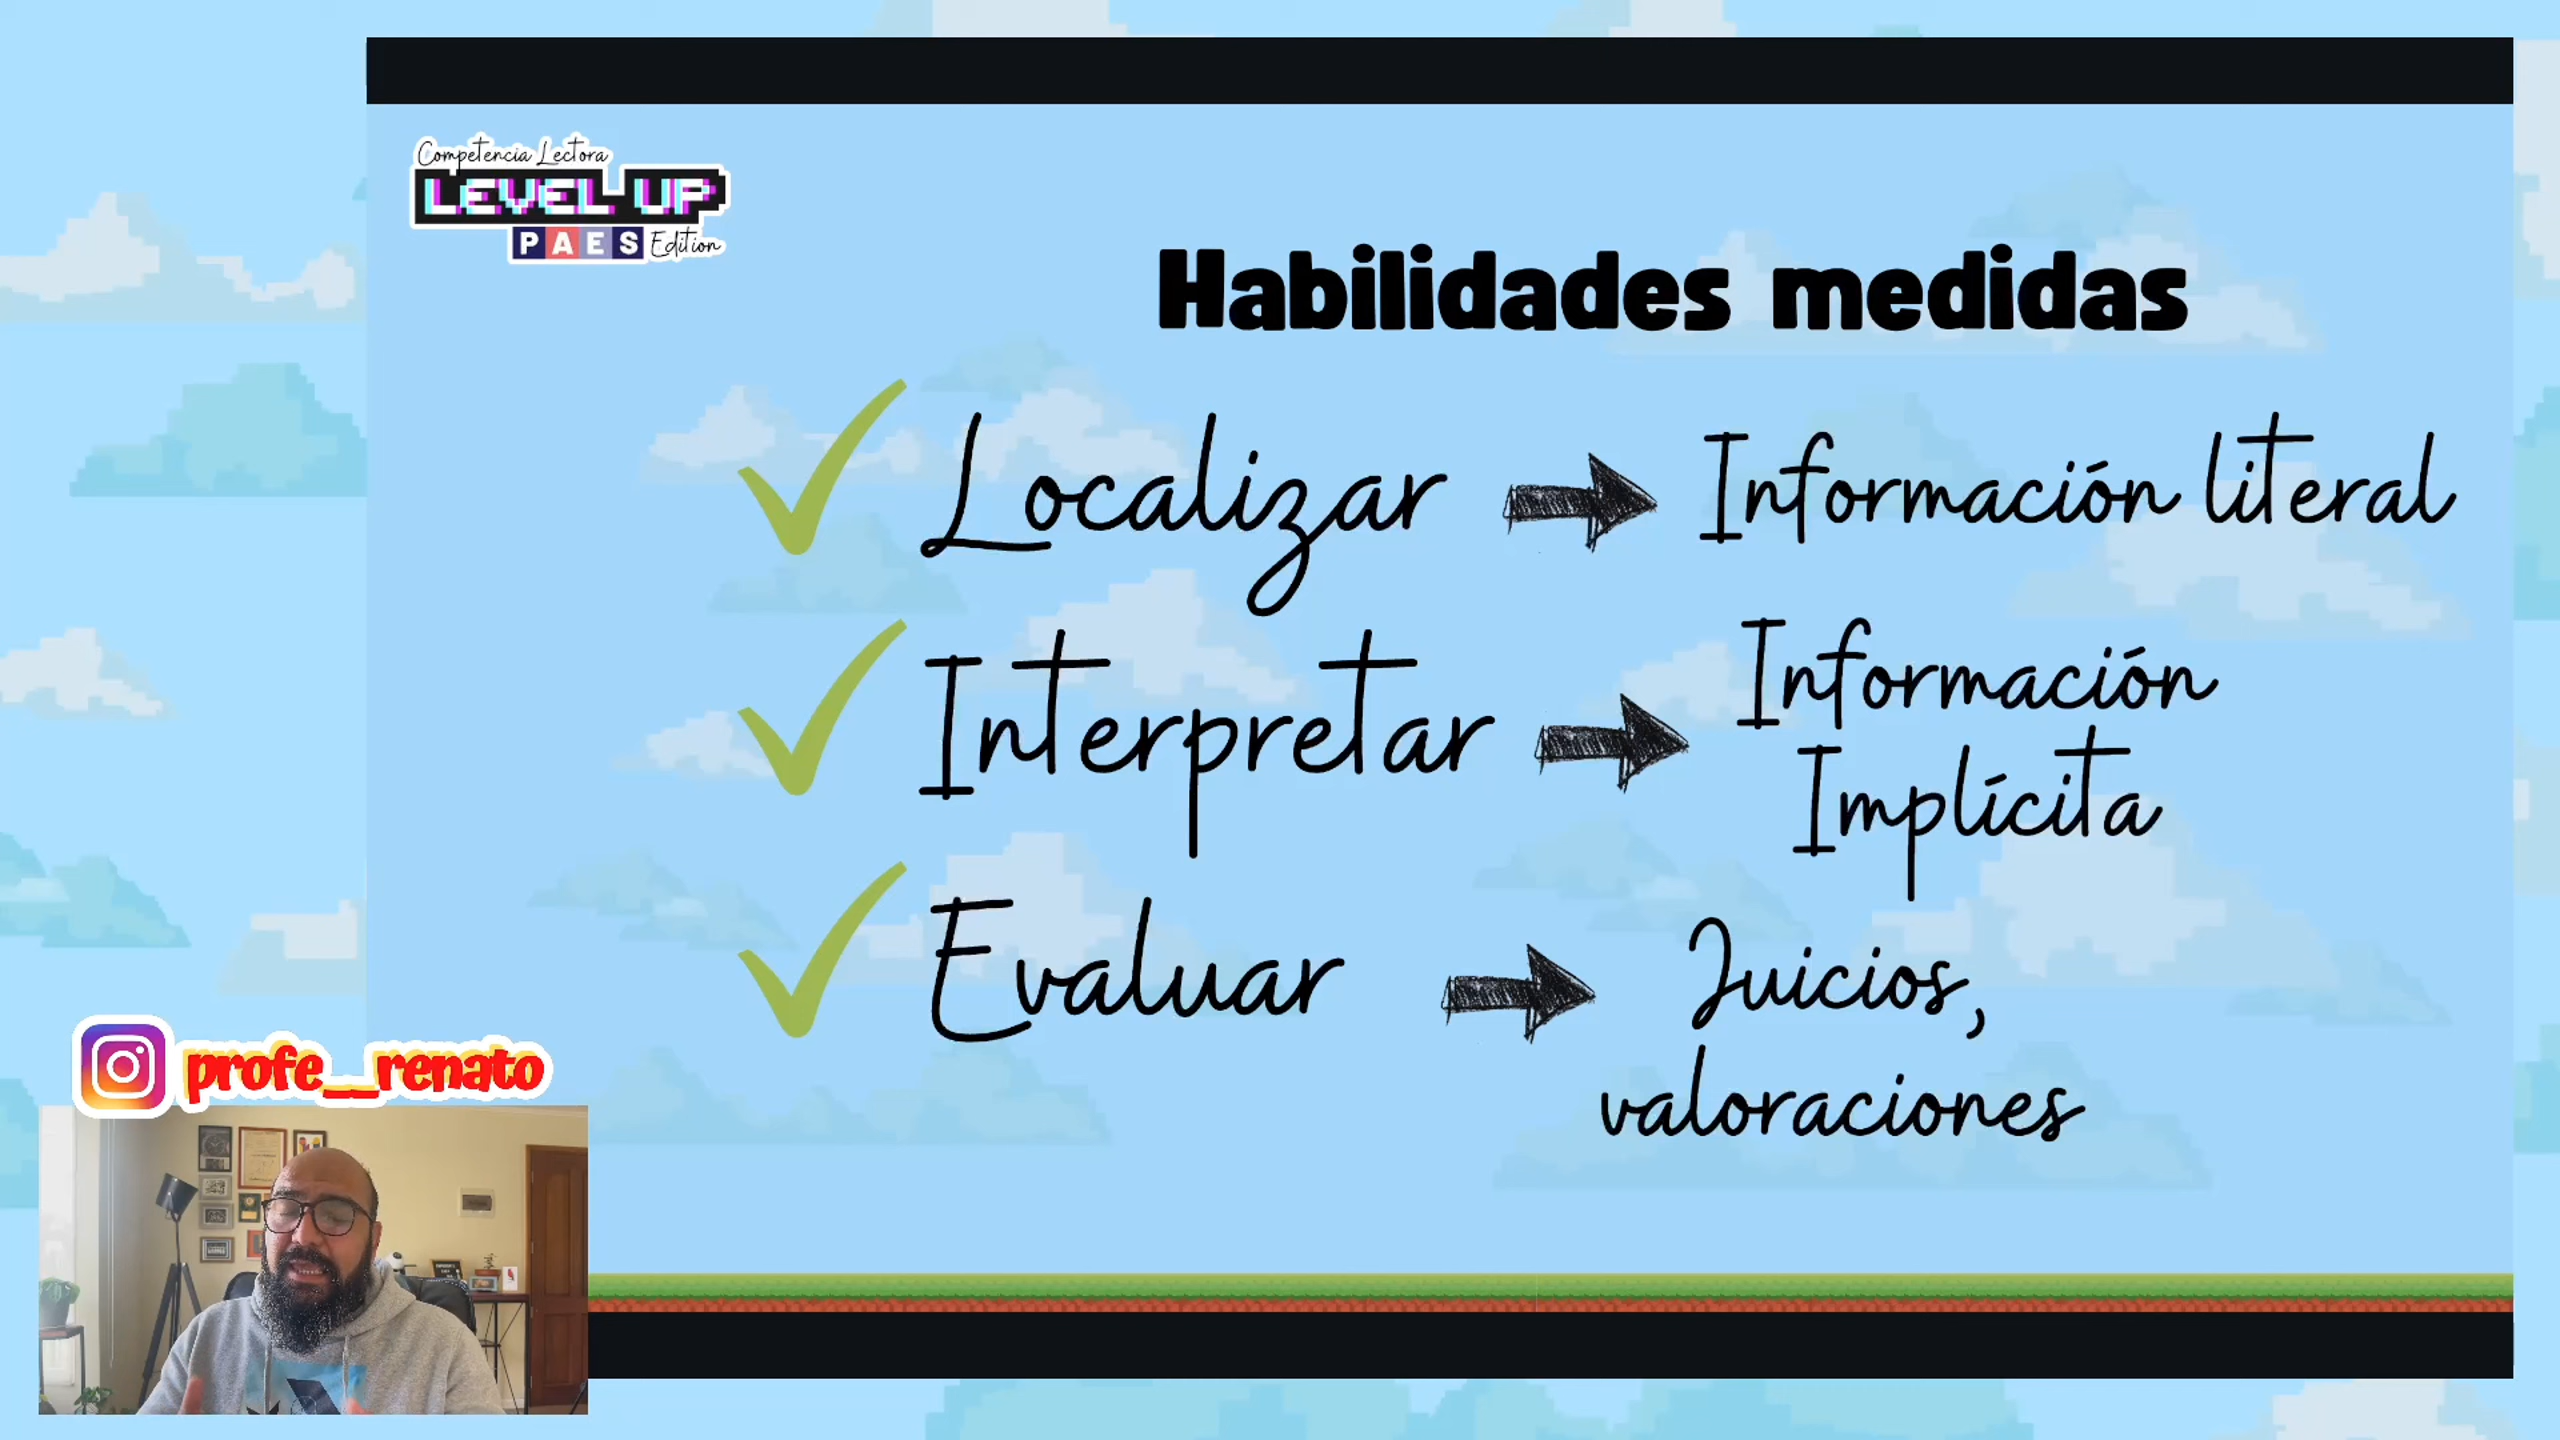 Competencia Lectora
LEVEL UP
PAES Edition
Habilidades medidas
Localizar
Información literal
Interpretar
Información
Implícita
Evaluar
Juicios,
valoraciones
profe__renato